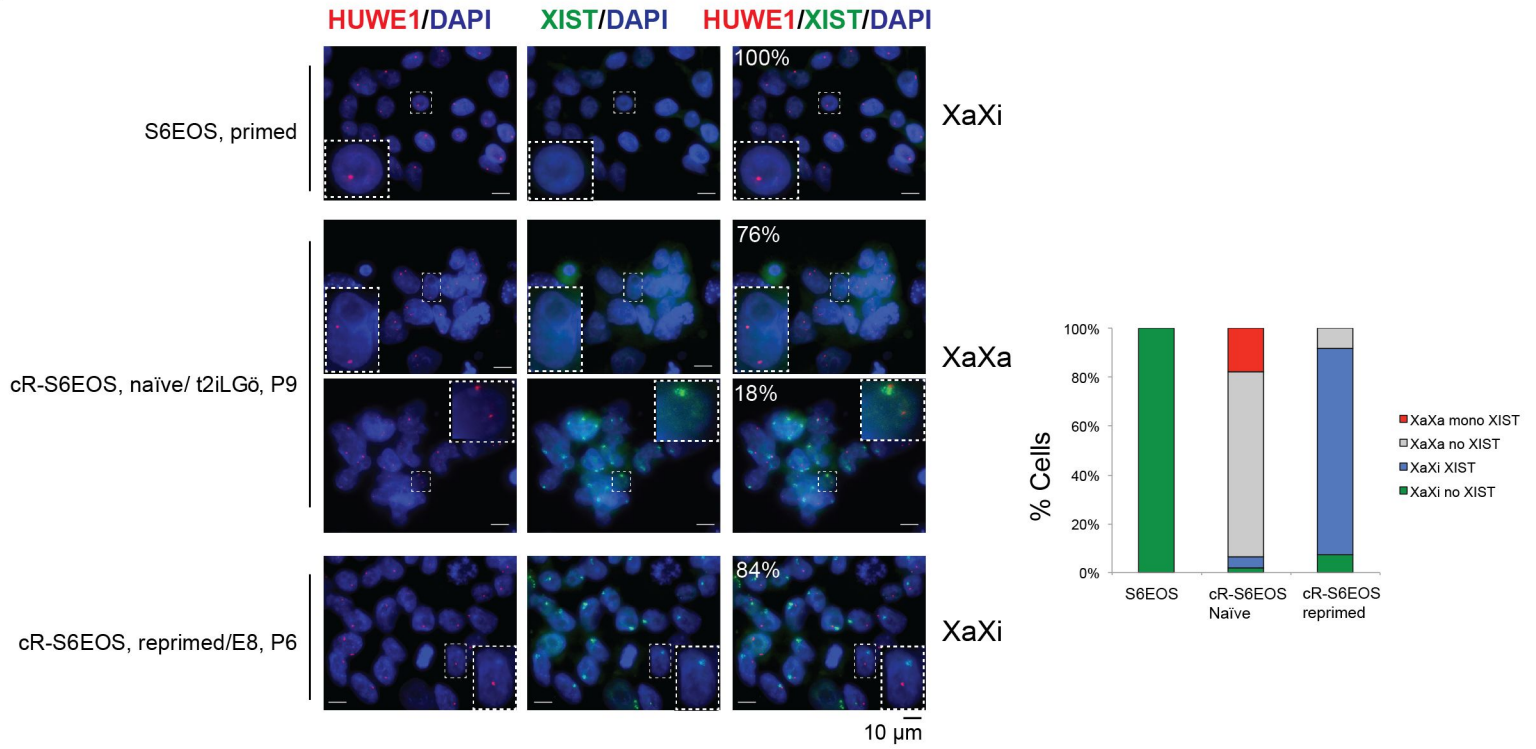 HUWE1/DAPI
XIST/DAPI
HUWE1/XIST/DAPI
S6EOS, primed
100%
XaXi
cR-S6EOS, naïve/ t2iLGö, P9
76%
18%
XaXa
cR-S6EOS, reprimed/E8, P6
84%
XaXi
10 µm
% Cells
100%
80%
60%
40%
20%
0%
S6EOS
cR-S6EOS
Naïve
cR-S6EOS
reprimed
XaXa mono XIST
XaXa no XIST
XaXi XIST
XaXi no XIST